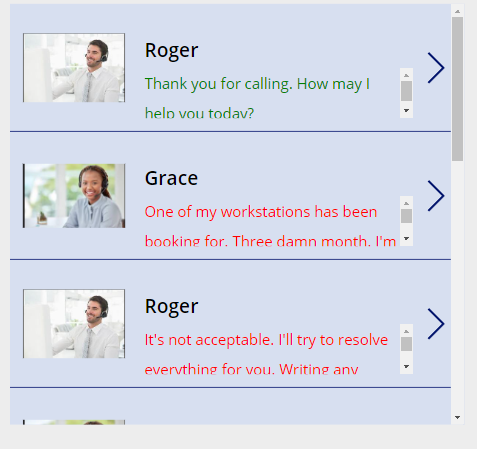 Roger
Thank you for calling. How may I
help you today?
Grace
One of my workstations has been
booking for. Three damn month. I'm
Roger
It's not acceptable. I'll try to resolve
everything for you. Writing any